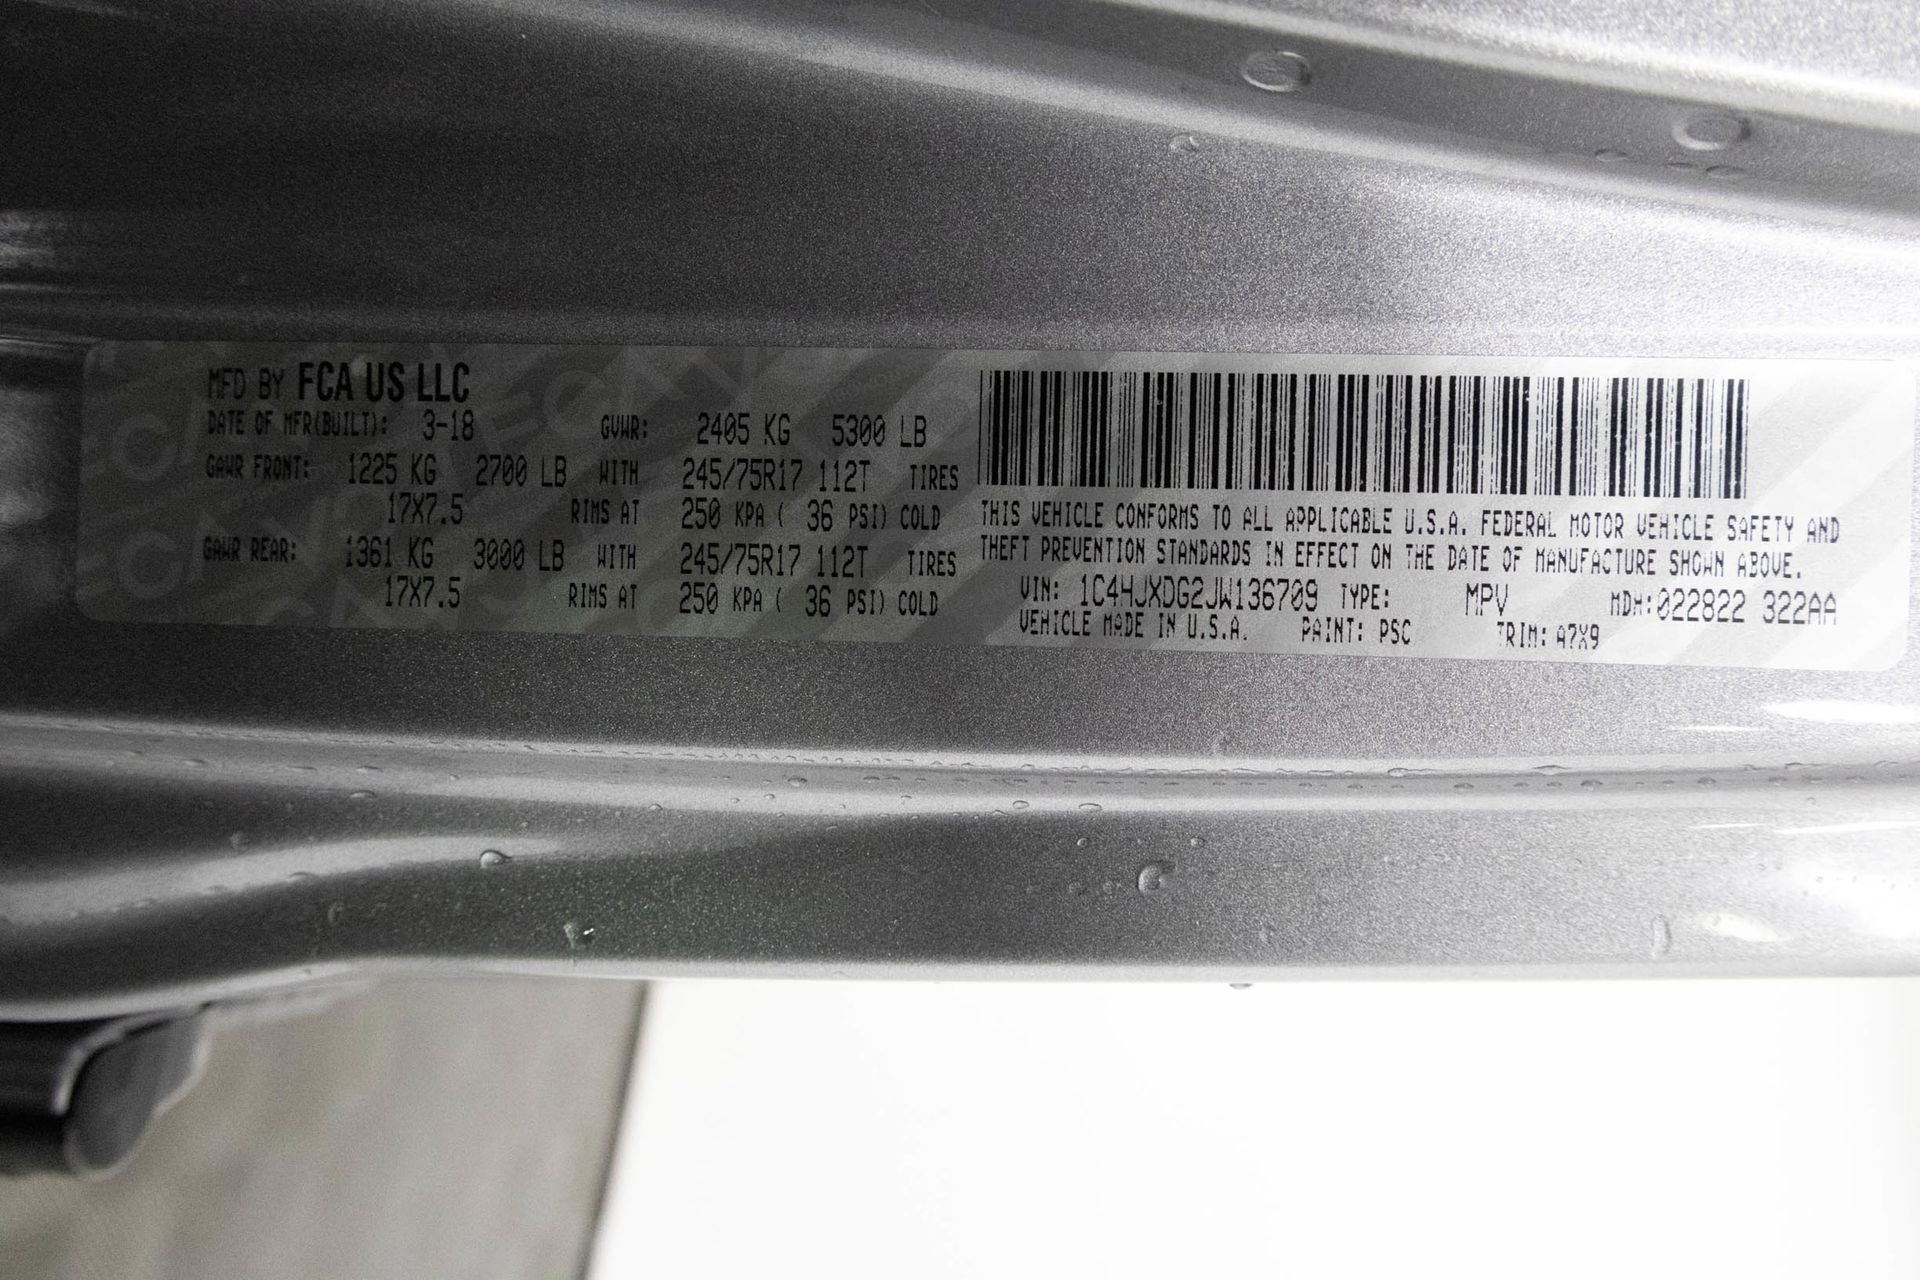 MFD BY FCA US LLC
DATE OF MFR(BUILT): 3-18 GVWR: 2405 KG 5300 LB
GAWR FRONT: 1225 KG 2700 LB WITH 245/75R17 112T TIRES
17X7.5 RIMS AT 250 KPA ( 36 PSI) COLD
GAWR REAR: 1361 KG 3000 LB WITH 245/75R17 112T TIRES
17X7.5 RIMS AT 250 KPA ( 36 PSI) COLD
THIS VEHICLE CONFORMS TO ALL APPLICABLE U.S.A. FEDERAL MOTOR VEHICLE SAFETY AND
THEFT PREVENTION STANDARDS IN EFFECT ON THE DATE OF MANUFACTURE SHOWN ABOVE.
VIN: 1C4HJXDG2JW136709 TYPE: MPV MDH:022822 322AA
VEHICLE MADE IN U.S.A. PAINT: PSC TRIM: A7X9